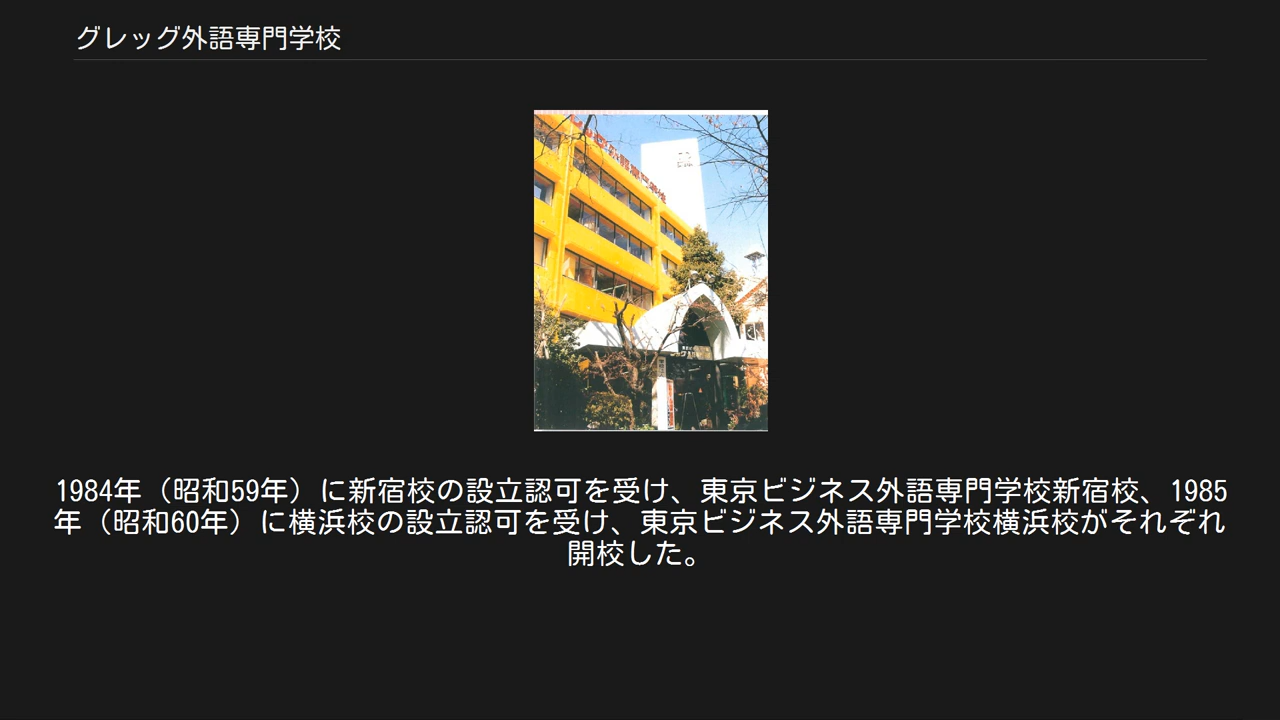 グレッグ外語専門学校
1984年（昭和59年）に新宿校の設立認可を受け、東京ビジネス外語専門学校新宿校、1985
年（昭和60年）に横浜校の設立認可を受け、東京ビジネス外語専門学校横浜校がそれぞれ
開校した。